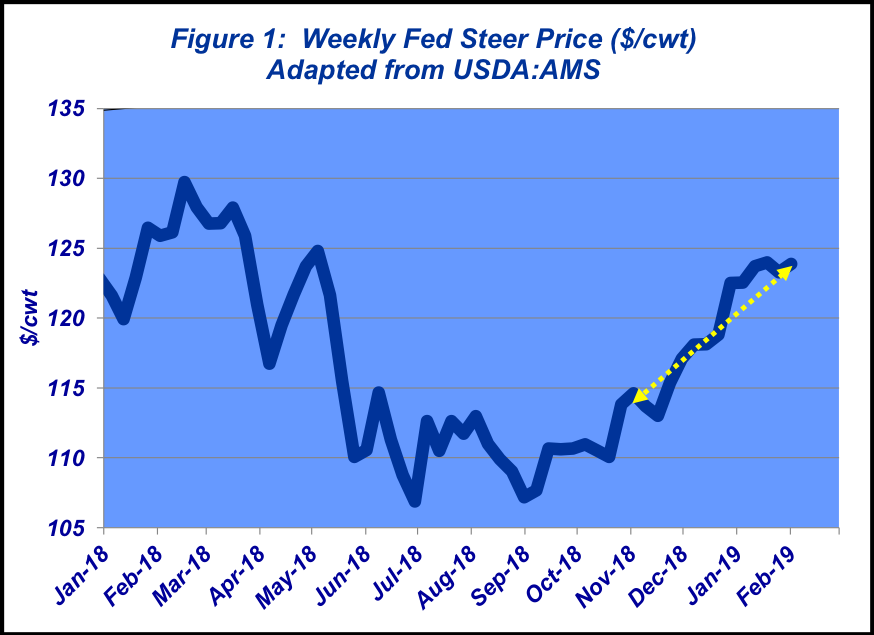 Figure 1:  Weekly Fed Steer Price ($/cwt)
Adapted from USDA:AMS
135
130
125
120
115
110
105
$/cwt
Jan-18
Feb-18
Mar-18
Apr-18
May-18
Jun-18
Jul-18
Aug-18
Sep-18
Oct-18
Nov-18
Dec-18
Jan-19
Feb-19